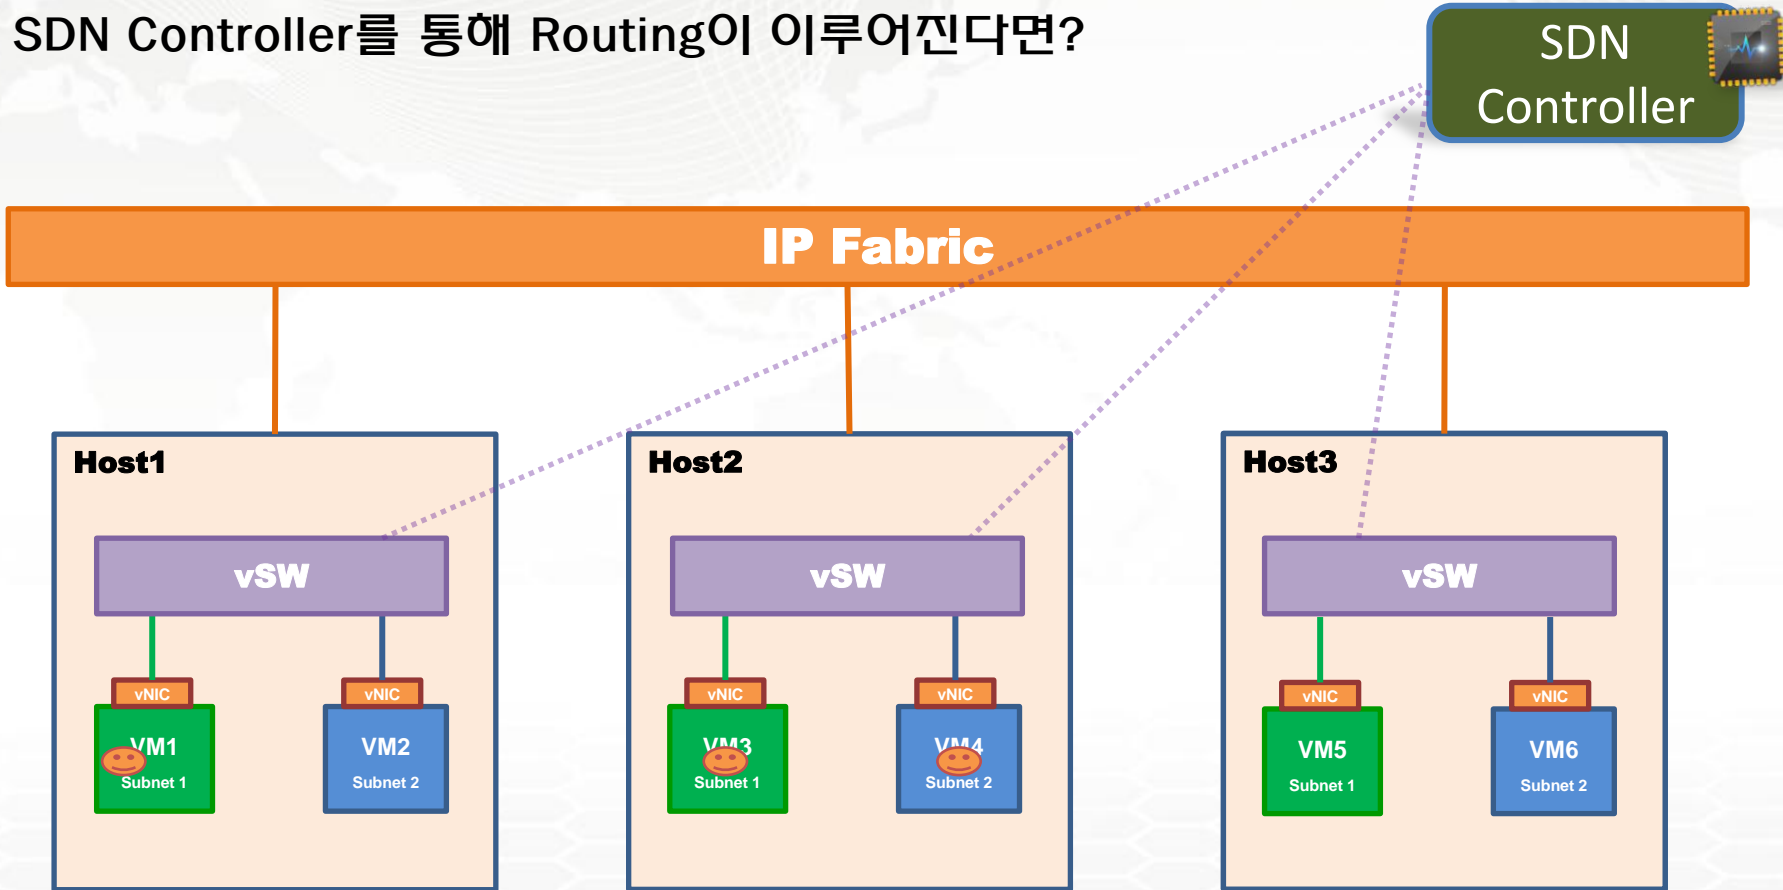 SDN Controller를 통해 Routing이 이루어진다면?
SDN
Controller
IP Fabric
Host1
Host2
Host3
vSW
vSW
vSW
vNIC
vNIC
vNIC
vNIC
vNIC
vNIC
VM1
Subnet 1
VM2
Subnet 2
VM3
Subnet 1
VM4
Subnet 2
VM5
Subnet 1
VM6
Subnet 2